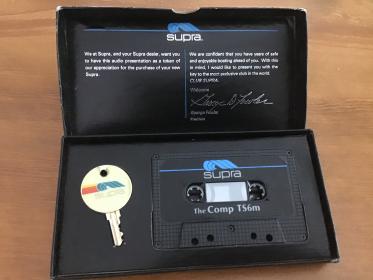 SUPRA
We at Supra, and your Supra dealer, want you
to have this audio presentation as a token of
our appreciation for the purchase of your new
Supra.
We are confident that you have years of safe
and enjoyable boating ahead of you. With this
in mind, I would like to present you with the
key to the most exclusive club in the world.
CLUB SUPRA.
Welcome
George Fowler
President
SUPRA
SUPRA
The Comp TS6m